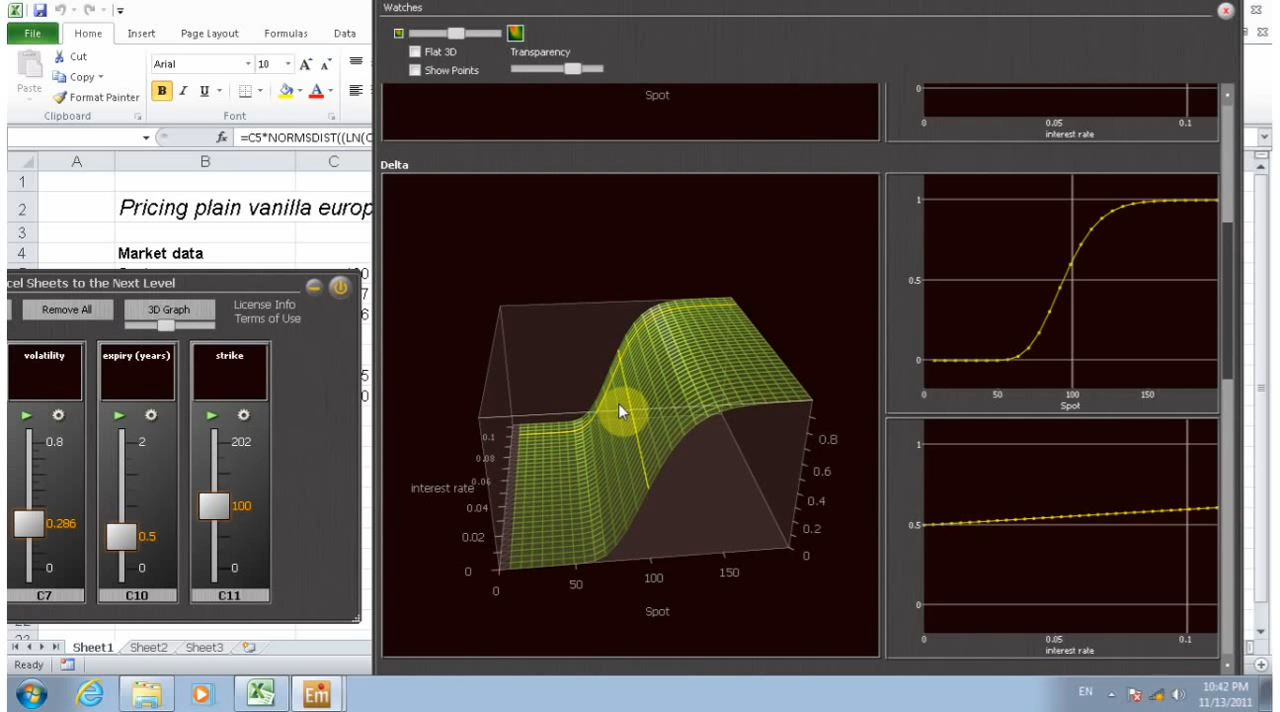 Watches
File Home Insert Page Layout Formulas Data
Cut
Copy
Format Painter
Paste
Clipboard
Arial 10
B I U
Font
Flat 3D
Show Points
Transparency
fx =C5*NORMSDIST((LN(C
A B C
1
2 Pricing plain vanilla europ
3
4 Market data
cel Sheets to the Next Level
Remove All
3D Graph
License Info
Terms of Use
volatility
0.8
0.286
0
C7
expiry (years)
2
0.5
0
C10
strike
202
100
0
C11
Sheet1 Sheet2 Sheet3
Ready
Spot
0
0 0.05 0.1
interest rate
Delta
0.1
0.08
0.06
0.04
0.02
0
interest rate
0 50 100 150
Spot
0.8
0.6
0.4
0.2
0
1
0.5
0
50 100 150
Spot
1
0.5
0
0 0.05 0.1
interest rate
Em
EN
10:42 PM
11/13/2011